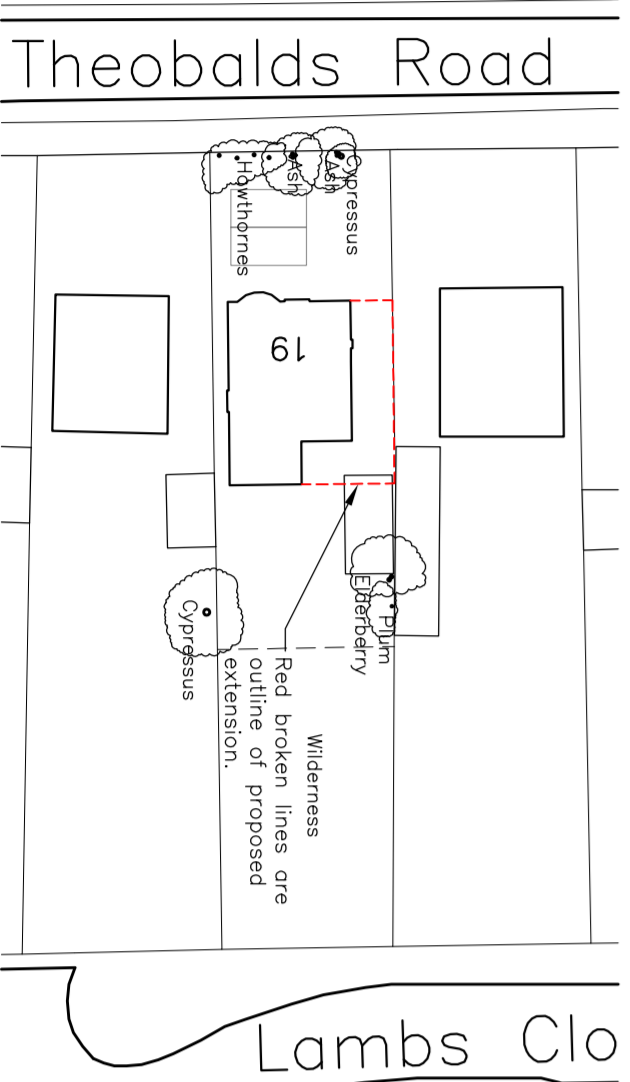 Theobalds Road
Cypressus
Ash
Ash
Howthornes
19
Elderberry
Plum
Cypressus
Wilderness
Red broken lines are
outline of proposed
extension.
Lambs Clo